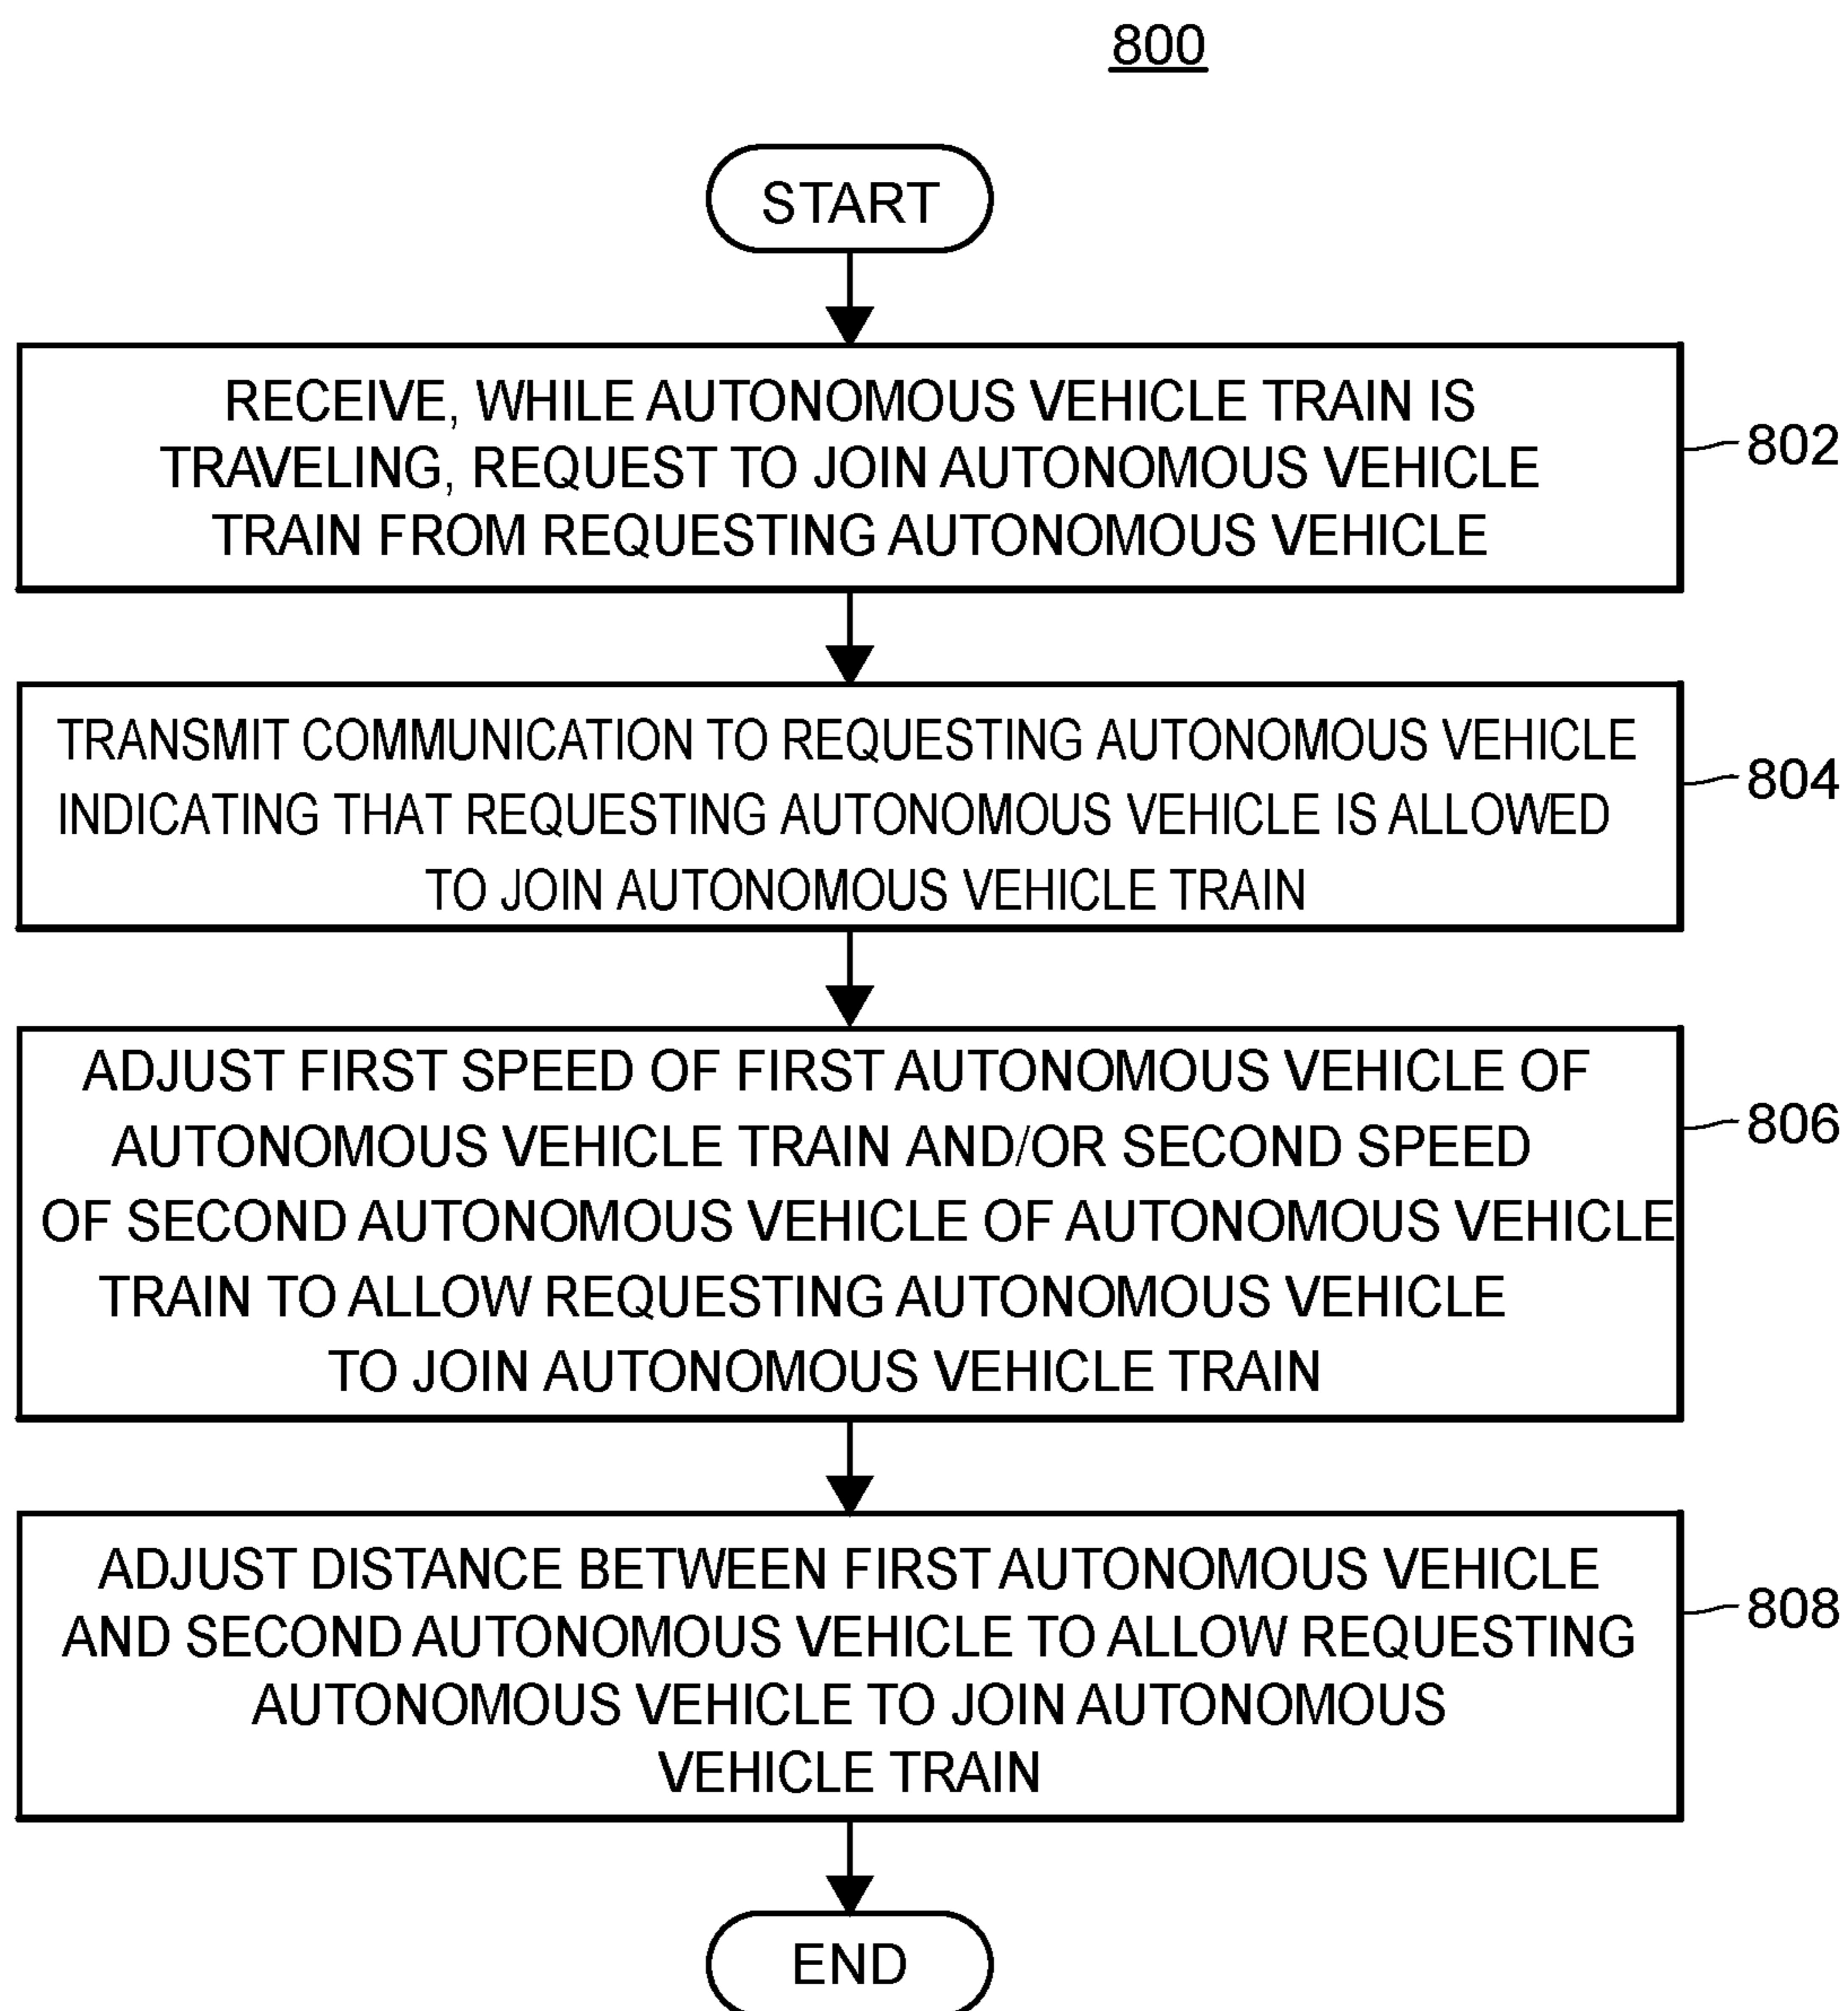 800
START
RECEIVE, WHILE AUTONOMOUS VEHICLE TRAIN IS
TRAVELING, REQUEST TO JOIN AUTONOMOUS VEHICLE
TRAIN FROM REQUESTING AUTONOMOUS VEHICLE
802
TRANSMIT COMMUNICATION TO REQUESTING AUTONOMOUS VEHICLE
INDICATING THAT REQUESTING AUTONOMOUS VEHICLE IS ALLOWED
TO JOIN AUTONOMOUS VEHICLE TRAIN
804
ADJUST FIRST SPEED OF FIRST AUTONOMOUS VEHICLE OF
AUTONOMOUS VEHICLE TRAIN AND/OR SECOND SPEED
OF SECOND AUTONOMOUS VEHICLE OF AUTONOMOUS VEHICLE
TRAIN TO ALLOW REQUESTING AUTONOMOUS VEHICLE
TO JOIN AUTONOMOUS VEHICLE TRAIN
806
ADJUST DISTANCE BETWEEN FIRST AUTONOMOUS VEHICLE
AND SECOND AUTONOMOUS VEHICLE TO ALLOW REQUESTING
AUTONOMOUS VEHICLE TO JOIN AUTONOMOUS
VEHICLE TRAIN
808
END